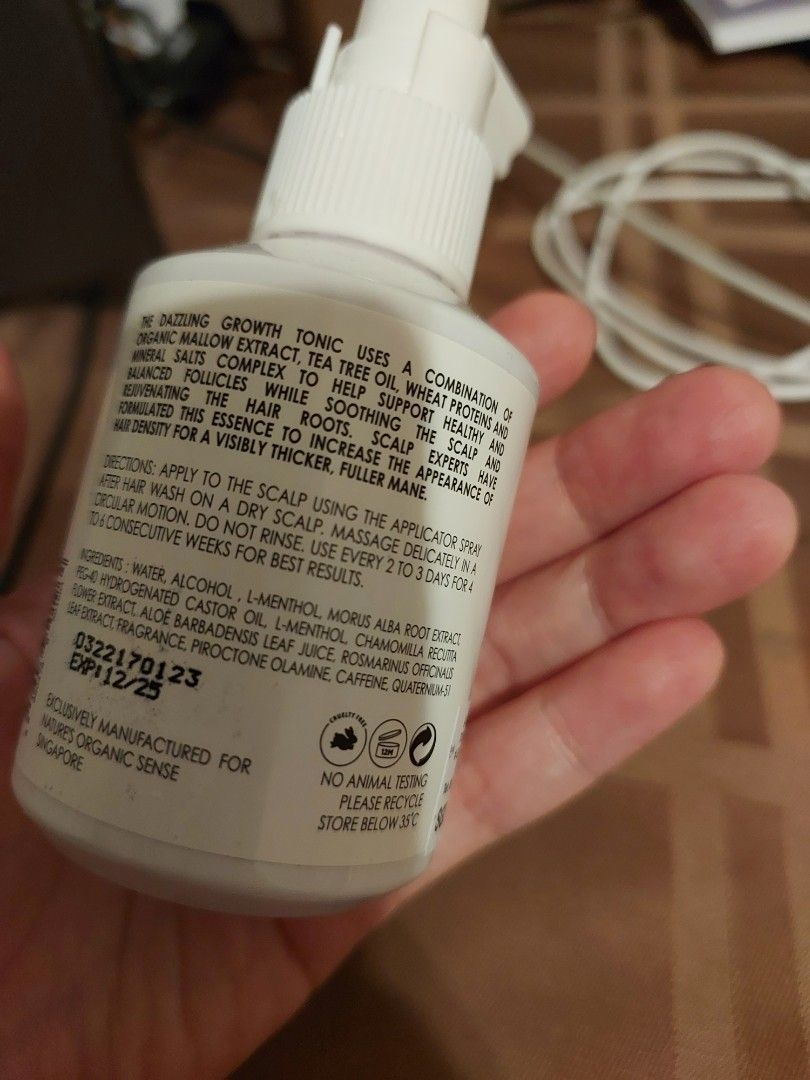 THE DAZZLING GROWTH TONIC USES A COMBINATION OF
ORGANIC MALLOW EXTRACT, TEA TREE OIL, WHEAT PROTEINS AND
MINERAL SALTS COMPLEX TO HELP SUPPORT HEALTHY AND
BALANCED FOLLICLES WHILE SOOTHING THE SCALP AND
REJUVENATING THE HAIR ROOTS. SCALP EXPERTS HAVE
FORMULATED THIS ESSENCE TO INCREASE THE APPEARANCE OF
HAIR DENSITY FOR A VISIBLY THICKER, FULLER MANE.
DIRECTIONS: APPLY TO THE SCALP USING THE APPLICATOR SPRAY
AFTER HAIR WASH ON A DRY SCALP. MASSAGE DELICATELY IN A
CIRCULAR MOTION. DO NOT RINSE. USE EVERY 2 TO 3 DAYS FOR 4
TO 6 CONSECUTIVE WEEKS FOR BEST RESULTS.
INGREDIENTS : WATER, ALCOHOL , L-MENTHOL, MORUS ALBA ROOT EXTRACT,
PEG-40 HYDROGENATED CASTOR OIL, L-MENTHOL, CHAMOMILLA RECUTITA
FLOWER EXTRACT, ALOE BARBADENSIS LEAF JUICE, ROSMARINUS OFFICINALIS
LEAF EXTRACT, FRAGRANCE, PIROCTONE OLAMINE, CAFFEINE, QUATERNIUM-51
0322170123
EXP:12/25
EXCLUSIVELY MANUFACTURED FOR
NATURE'S ORGANIC SENSE
SINGAPORE
CRUELTY FREE
12M
NO ANIMAL TESTING
PLEASE RECYCLE
STORE BELOW 35°C